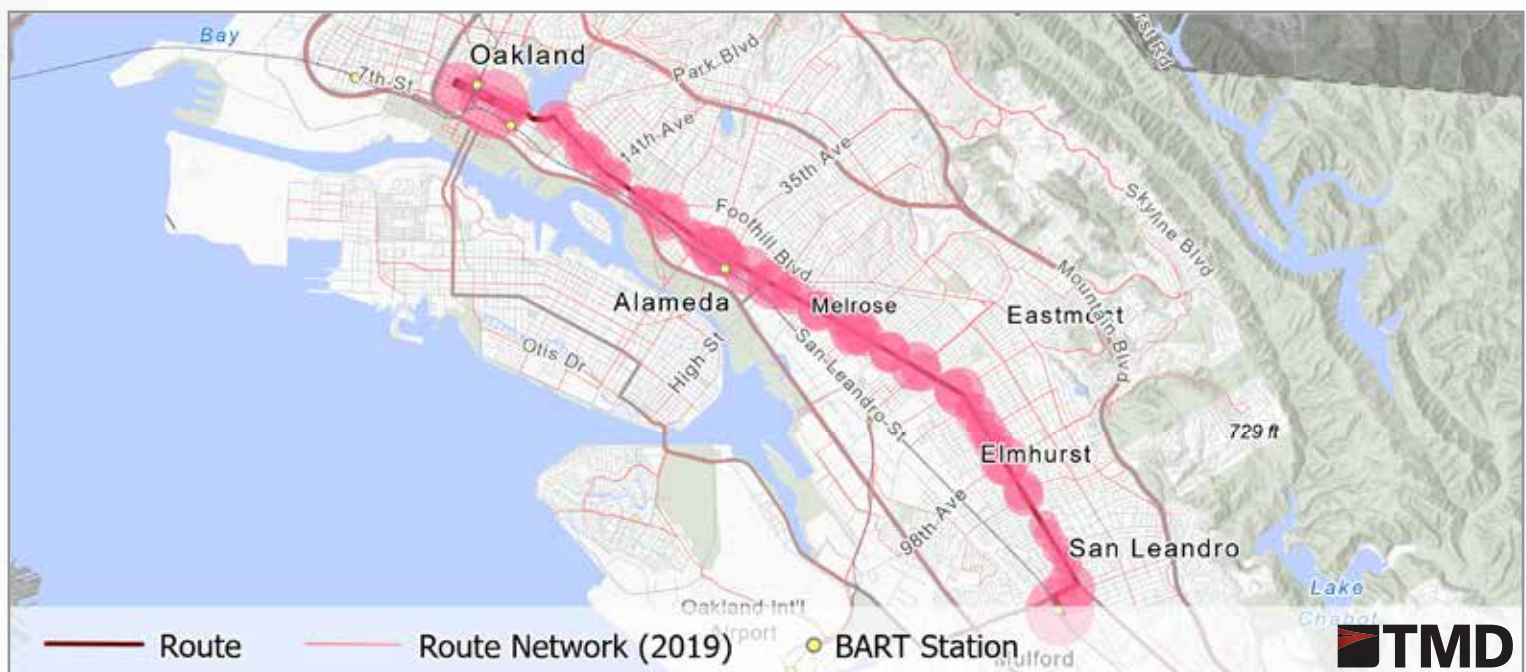 Bay
Oakland
7th St
Park Blvd
rst Rd
14th Ave
35th Ave
Skyline Blvd
Foothill Blvd
Mountain Blvd
Alameda
Melrose
Eastmont
Otis Dr
High St
San Leandro St
729 ft
Elmhurst
98th Ave
San Leandro
Lake
Chabot
Oakland Int'l
Airport
Mulford
Route
Route Network (2019)
BART Station
TMD